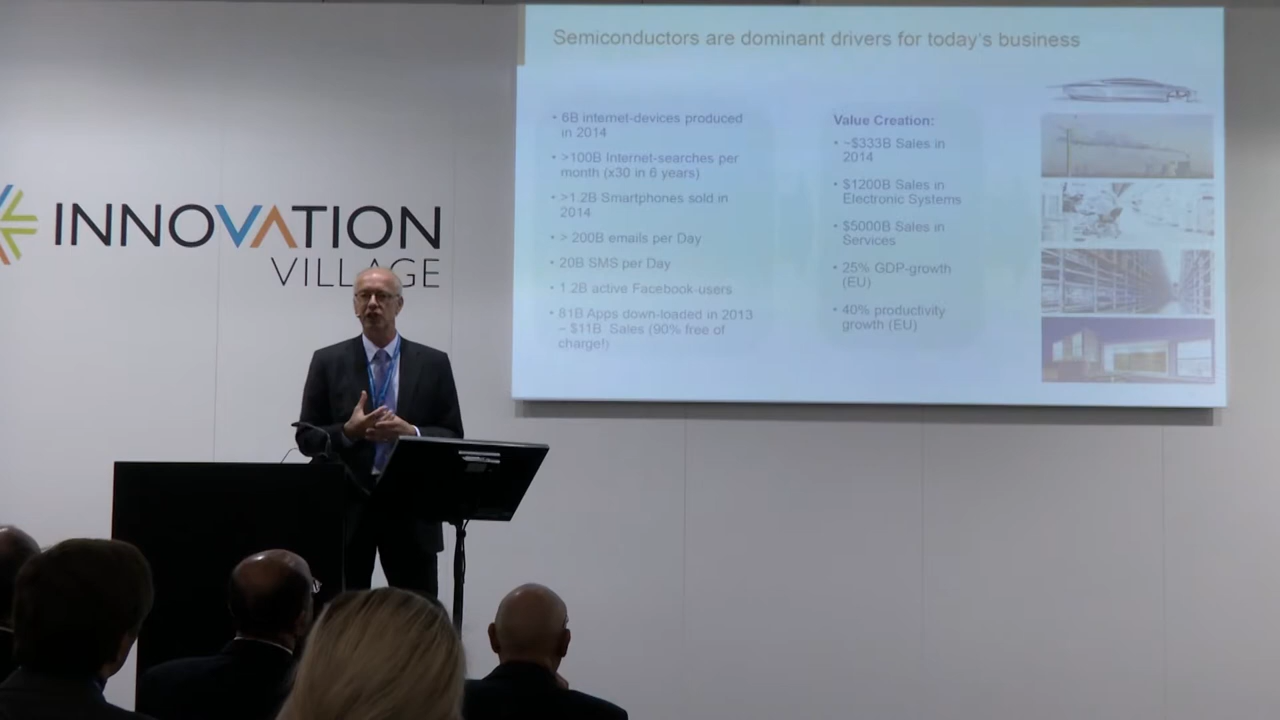 Semiconductors are dominant drivers for today's business
• 6B internet-devices produced
in 2014
• >100B Internet-searches per
month (x30 in 6 years)
• >1.2B Smartphones sold in
2014
• > 200B emails per Day
• 20B SMS per Day
• 1.2B active Facebook-users
• 81B Apps down-loaded in 2013
~ $11B Sales (90% free of
charge!)
Value Creation:
• ~$333B Sales in
2014
• $1200B Sales in
Electronic Systems
• $5000B Sales in
Services
• 25% GDP-growth
(EU)
• 40% productivity
growth (EU)
INNOVATION
VILLAGE